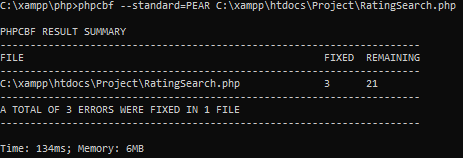 C:\xampp\php>phpcbf --standard=PEAR C:\xampp\htdocs\Project\RatingSearch.php
PHPCBF RESULT SUMMARY
----------------------------------------------------------------------
FILE                                                  FIXED  REMAINING
----------------------------------------------------------------------
C:\xampp\htdocs\Project\RatingSearch.php              3      21
----------------------------------------------------------------------
A TOTAL OF 3 ERRORS WERE FIXED IN 1 FILE
----------------------------------------------------------------------
Time: 134ms; Memory: 6MB